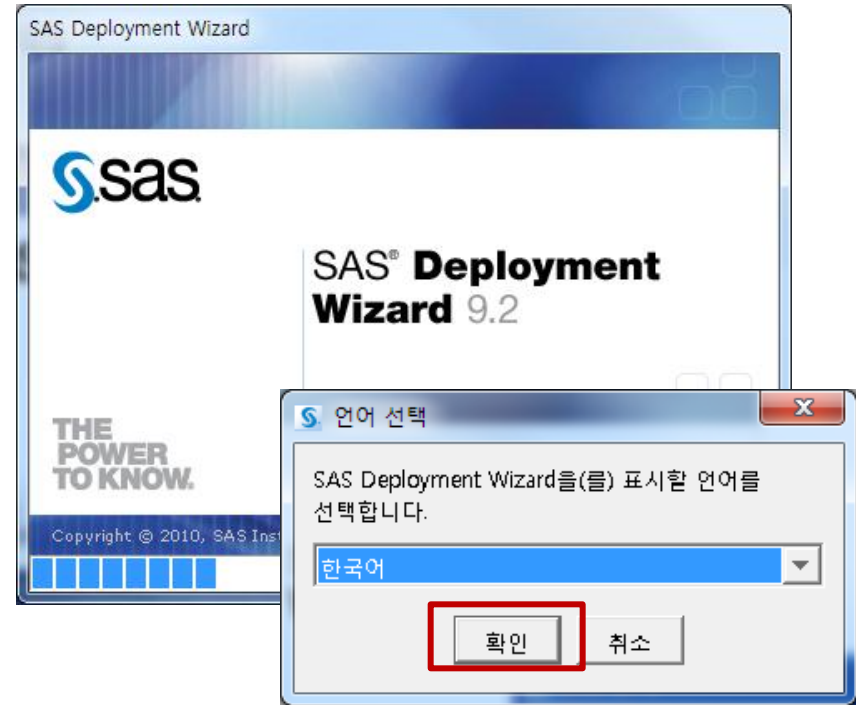 SAS Deployment Wizard
sas
SAS® Deployment
Wizard 9.2
THE
POWER
TO KNOW.
Copyright © 2010, SAS Inst
언어 선택
SAS Deployment Wizard을(를) 표시할 언어를
선택합니다.
한국어
확인
취소